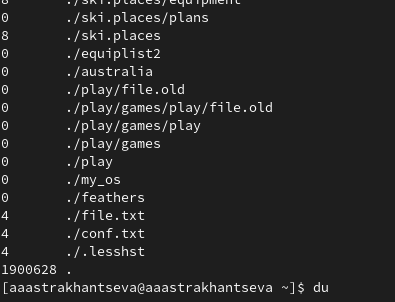 8       ./ski.places/equipment
0       ./ski.places/plans
8       ./ski.places
0       ./equiplist2
0       ./australia
0       ./play/file.old
0       ./play/games/play/file.old
0       ./play/games/play
0       ./play/games
0       ./play
0       ./my_os
0       ./feathers
4       ./file.txt
4       ./conf.txt
4       ./.lesshst
1900628 .
[aaastrakhantseva@aaastrakhantseva ~]$ du